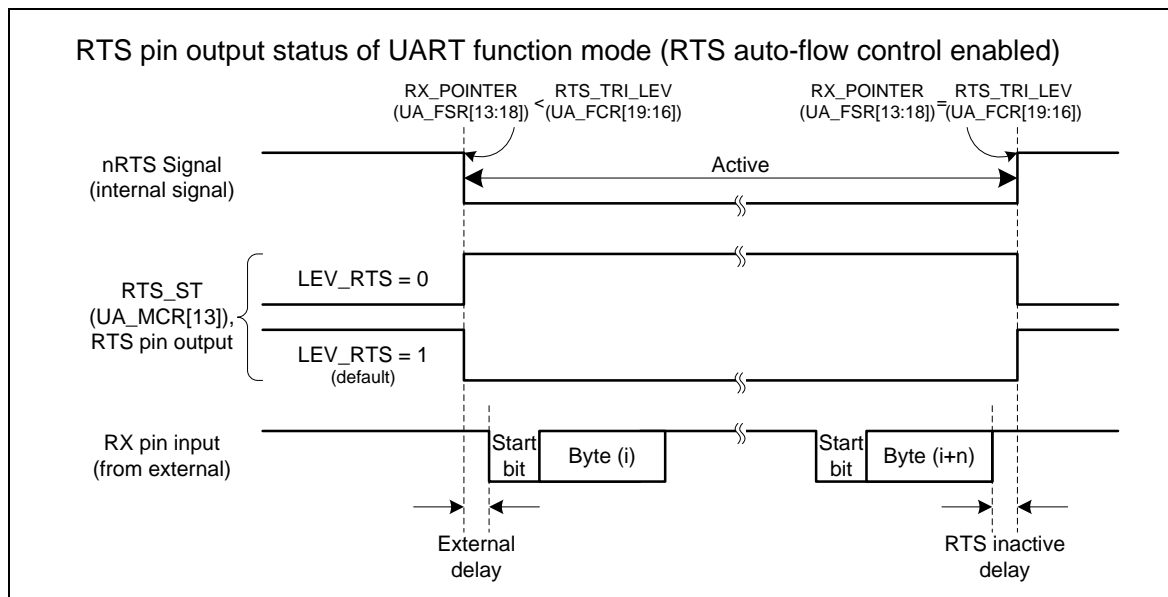 RTS pin output status of UART function mode (RTS auto-flow control enabled)
RX_POINTER < RTS_TRI_LEV
(UA_FSR[13:18]) (UA_FCR[19:16])
RX_POINTER = RTS_TRI_LEV
(UA_FSR[13:18]) (UA_FCR[19:16])
nRTS Signal
(internal signal)
Active
RTS_ST
(UA_MCR[13]),
RTS pin output
LEV_RTS = 0
LEV_RTS = 1
(default)
RX pin input
(from external)
Start
bit
Byte (i)
Start
bit
Byte (i+n)
External
delay
RTS inactive
delay